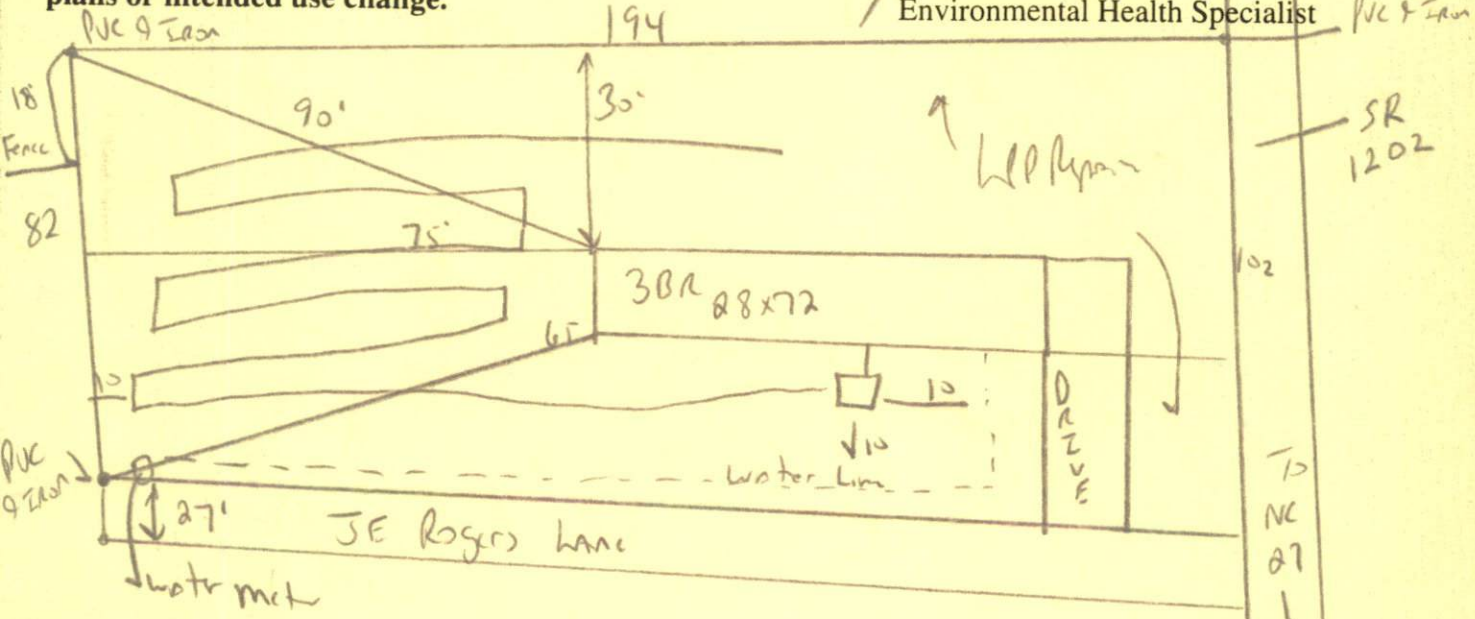 plans or intended use change.
Environmental Health Specialist
PVC & Iron
194
PVC & Iron
18
90'
30'
SR
1202
Fence
82
75'
102
3BR 28x72
65
10
10
DRIVE
10
PVC
& Iron
Water Line
To
NC
27
27'
JE Rogers Lane
water